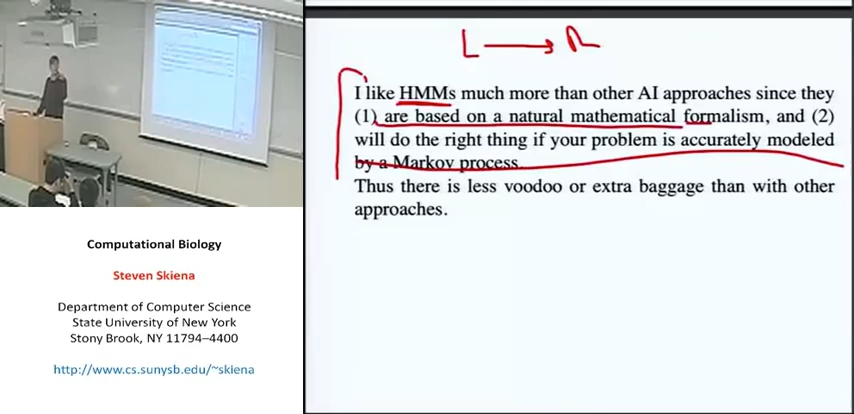 L → R
I like HMMs much more than other AI approaches since they
(1) are based on a natural mathematical formalism, and (2)
will do the right thing if your problem is accurately modeled
by a Markov process.
Thus there is less voodoo or extra baggage than with other
approaches.
Computational Biology
Steven Skiena
Department of Computer Science
State University of New York
Stony Brook, NY 11794–4400
http://www.cs.sunysb.edu/~skiena